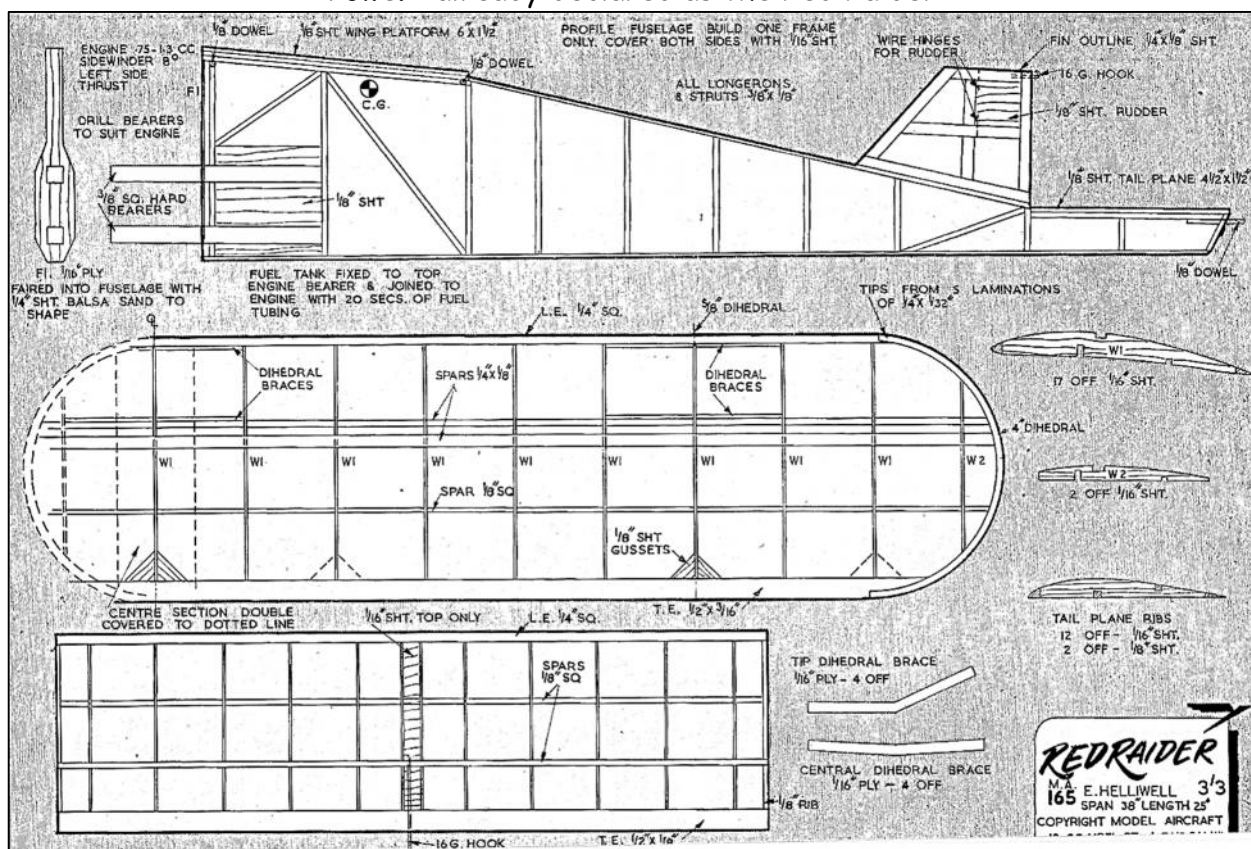 ⅛ DOWEL
⅛ SHT. WING PLATFORM 6 X 1½"
PROFILE FUSELAGE BUILD ONE FRAME
ONLY. COVER BOTH SIDES WITH 1/16" SHT.
WIRE HINGES
FOR RUDDER
FIN OUTLINE ¼"X⅛" SHT.
ENGINE .75-1.3 CC.
SIDEWINDER 8°
LEFT SIDE
THRUST
F1
⅛" DOWEL
16 G. HOOK
C.G.
ALL LONGERONS
& STRUTS ⅜"X ⅛"
⅛" SHT. RUDDER
DRILL BEARERS
TO SUIT ENGINE
⅛" SHT. TAIL PLANE 4½"X1½"
⅜" SQ. HARD
BEARERS
⅛" SHT
F1. 1/16" PLY
FAIRED INTO FUSELAGE WITH
¼" SHT. BALSA SAND TO
SHAPE
FUEL TANK FIXED TO TOP
ENGINE BEARER & JOINED TO
ENGINE WITH 20 SECS. OF FUEL
TUBING
⅛" DOWEL
TIPS FROM 5 LAMINATIONS
OF ¼"X 1/32"
L.E. ¼" SQ.
⅝" DIHEDRAL
DIHEDRAL
BRACES
SPARS ¼"X⅛"
DIHEDRAL
BRACES
W1
17 OFF 1/16" SHT.
4" DIHEDRAL
W1 W1 W1 W1 W1 W1 W1 W1 W1 W2
W2
2 OFF 1/16" SHT.
SPAR ⅛" SQ
⅛" SHT
GUSSETS
CENTRE SECTION DOUBLE
COVERED TO DOTTED LINE
1/16" SHT. TOP ONLY
L.E. ¼" SQ.
T.E. ½" X 3/16"
TAIL PLANE RIBS
12 OFF - 1/16" SHT.
2 OFF - ⅛" SHT.
SPARS
⅛" SQ
TIP DIHEDRAL BRACE
1/16" PLY - 4 OFF
CENTRAL DIHEDRAL BRACE
1/16" PLY - 4 OFF
⅛" RIB
16 G. HOOK
T.E. ½" X 1/16"
REDRAIDER
M.A.
165 E. HELLIWELL 3'3
SPAN 38" LENGTH 25"
COPYRIGHT MODEL AIRCRAFT